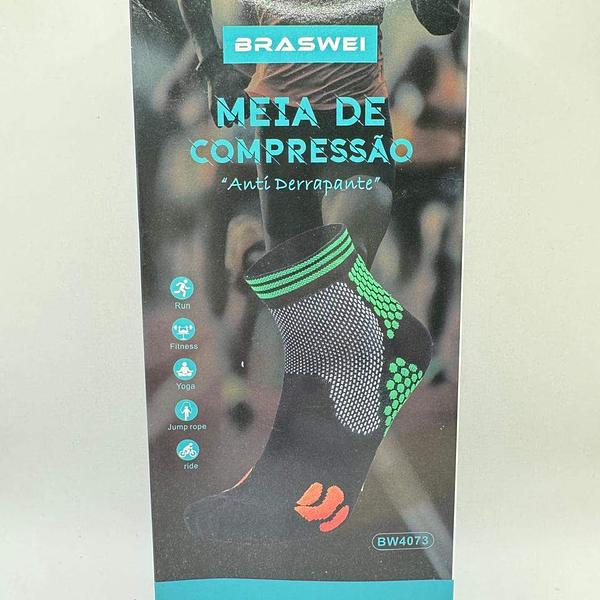 BRASWEI
MEIA DE
COMPRESSÃO
"Anti Derrapante"
Run
Fitness
Yoga
Jump rope
ride
BW4073